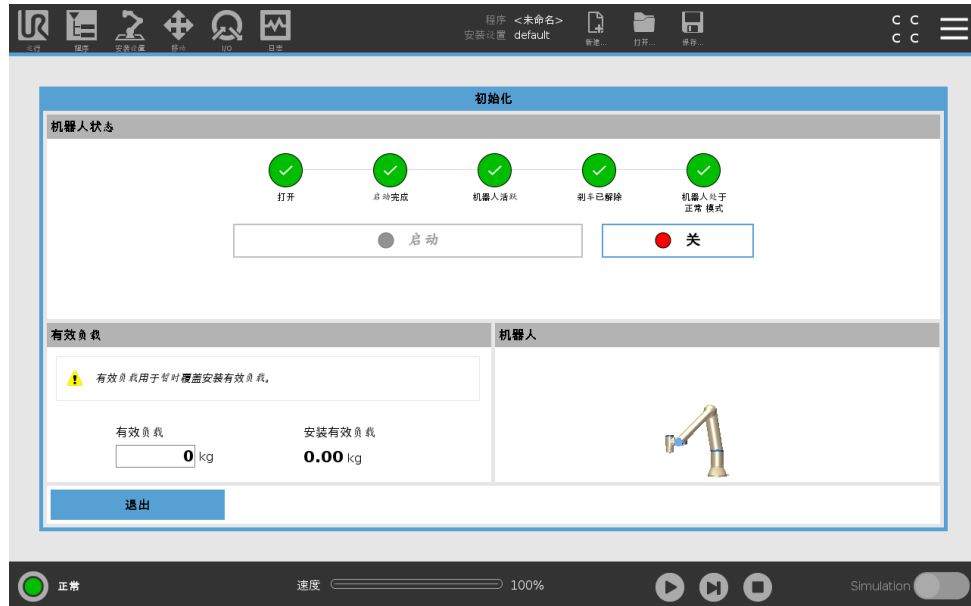 程序 <未命名>
安装设置 default
C C
C C
运行 程序 安装设置 移动 I/O 日志 新建... 打开... 保存...
初始化
机器人状态
打开 启动完成 机器人活跃 刹车已解除 机器人处于
正常 模式
启动 关
有效负载 机器人
有效负载用于暂时覆盖安装有效负载。
有效负载 安装有效负载
0 kg 0.00 kg
退出
正常 速度 100% Simulation